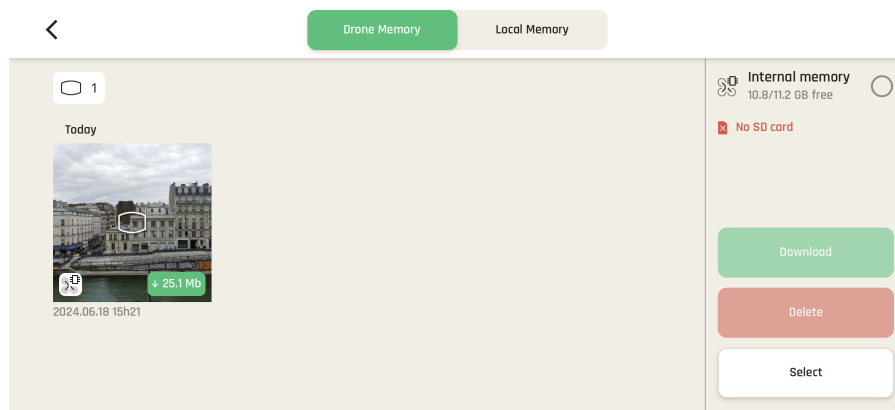 Drone Memory
Local Memory
1
Today
25.1 Mb
2024.06.18 15h21
Internal memory
10.8/11.2 GB free
No SD card
Download
Delete
Select